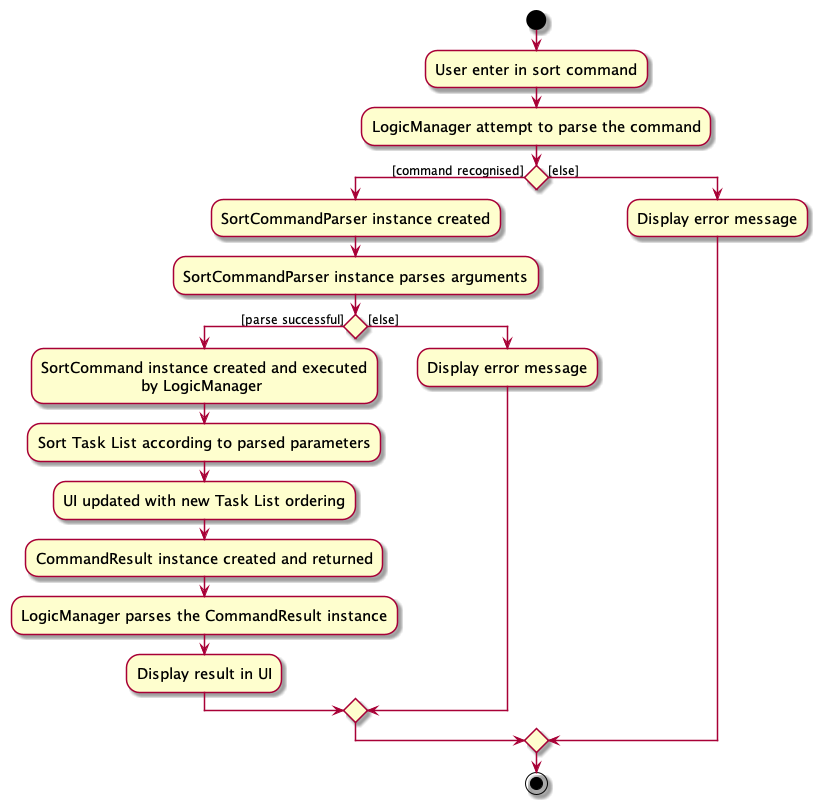 User enter in sort command
LogicManager attempt to parse the command
[command recognised]
[else]
SortCommandParser instance created
Display error message
SortCommandParser instance parses arguments
[parse successful]
[else]
SortCommand instance created and executed
by LogicManager
Display error message
Sort Task List according to parsed parameters
UI updated with new Task List ordering
CommandResult instance created and returned
LogicManager parses the CommandResult instance
Display result in UI